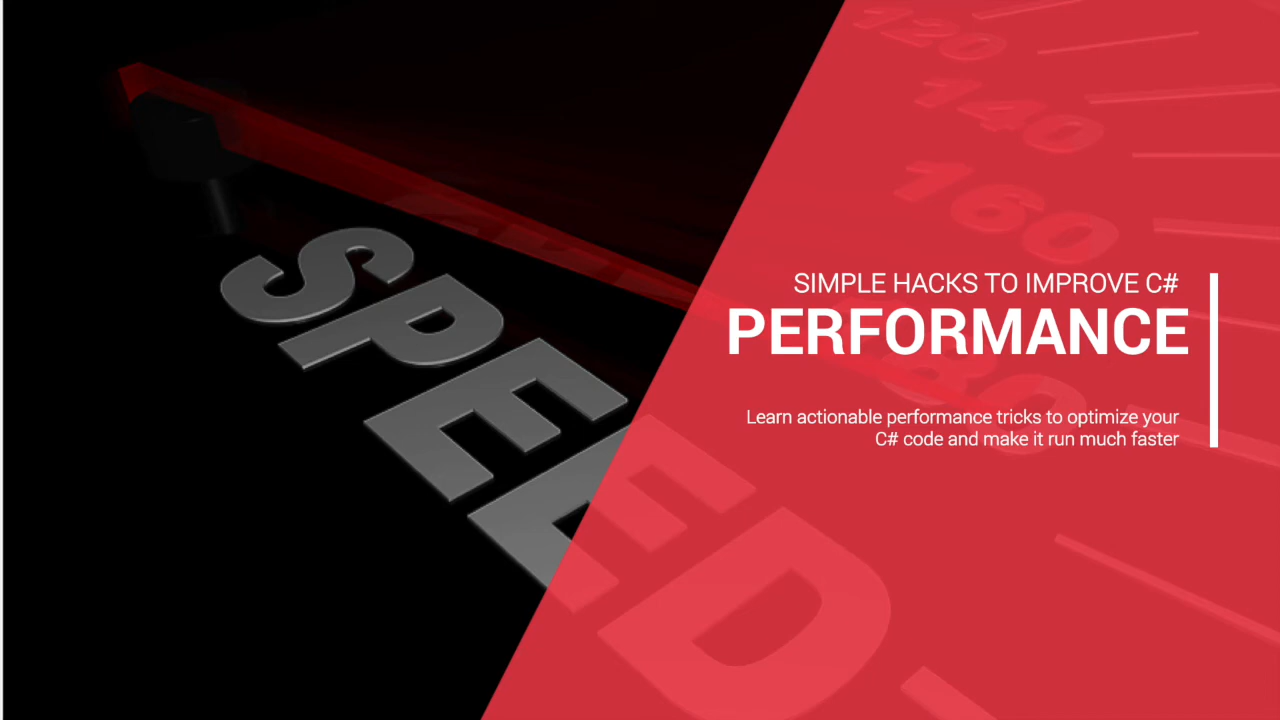 120
140
160
180
SPEED
SIMPLE HACKS TO IMPROVE C#
PERFORMANCE
Learn actionable performance tricks to optimize your
C# code and make it run much faster